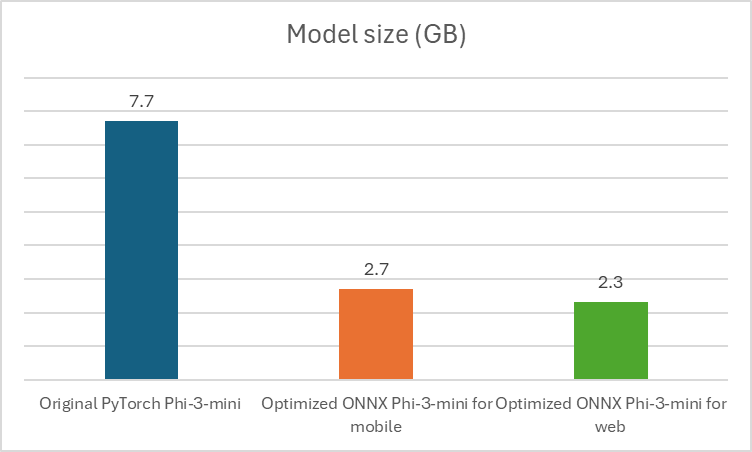 Model size (GB)
7.7
2.7
2.3
Original PyTorch Phi-3-mini
Optimized ONNX Phi-3-mini for
mobile
Optimized ONNX Phi-3-mini for
web